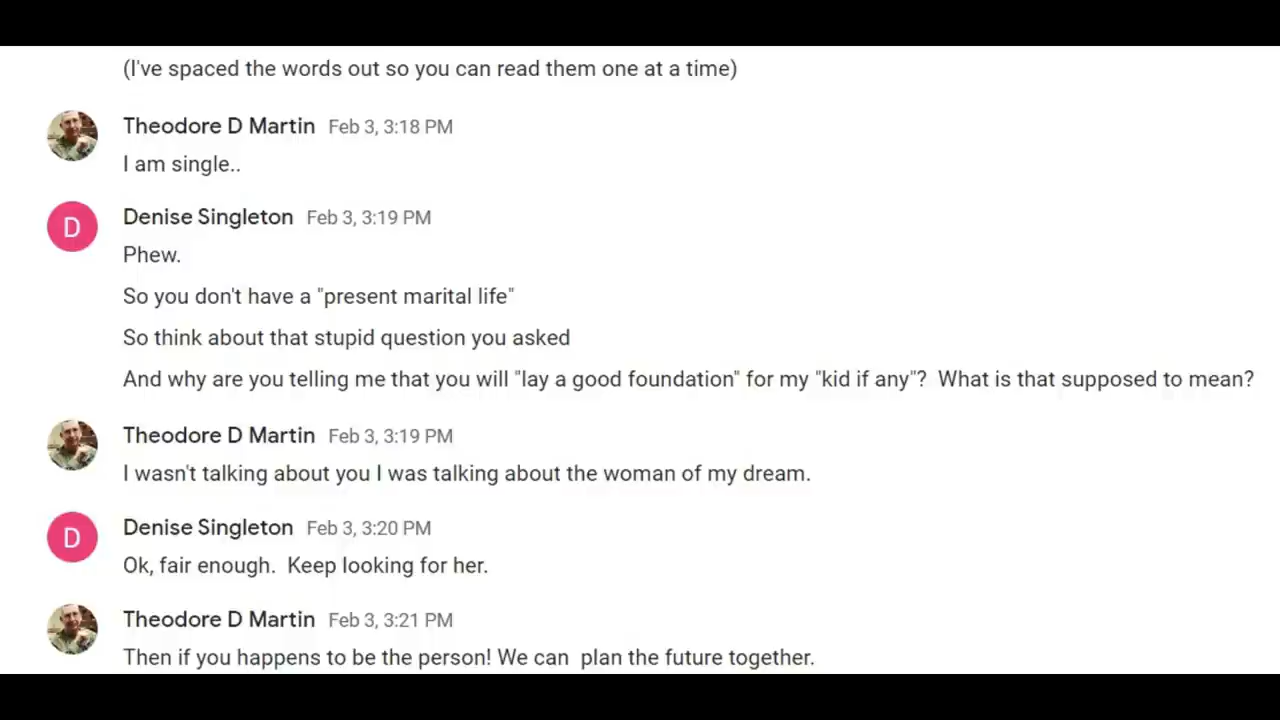 (I've spaced the words out so you can read them one at a time)
Theodore D Martin Feb 3, 3:18 PM
I am single..
D
Denise Singleton Feb 3, 3:19 PM
Phew.
So you don't have a "present marital life"
So think about that stupid question you asked
And why are you telling me that you will "lay a good foundation" for my "kid if any"?  What is that supposed to mean?
Theodore D Martin Feb 3, 3:19 PM
I wasn't talking about you I was talking about the woman of my dream.
D
Denise Singleton Feb 3, 3:20 PM
Ok, fair enough.  Keep looking for her.
Theodore D Martin Feb 3, 3:21 PM
Then if you happens to be the person! We can  plan the future together.